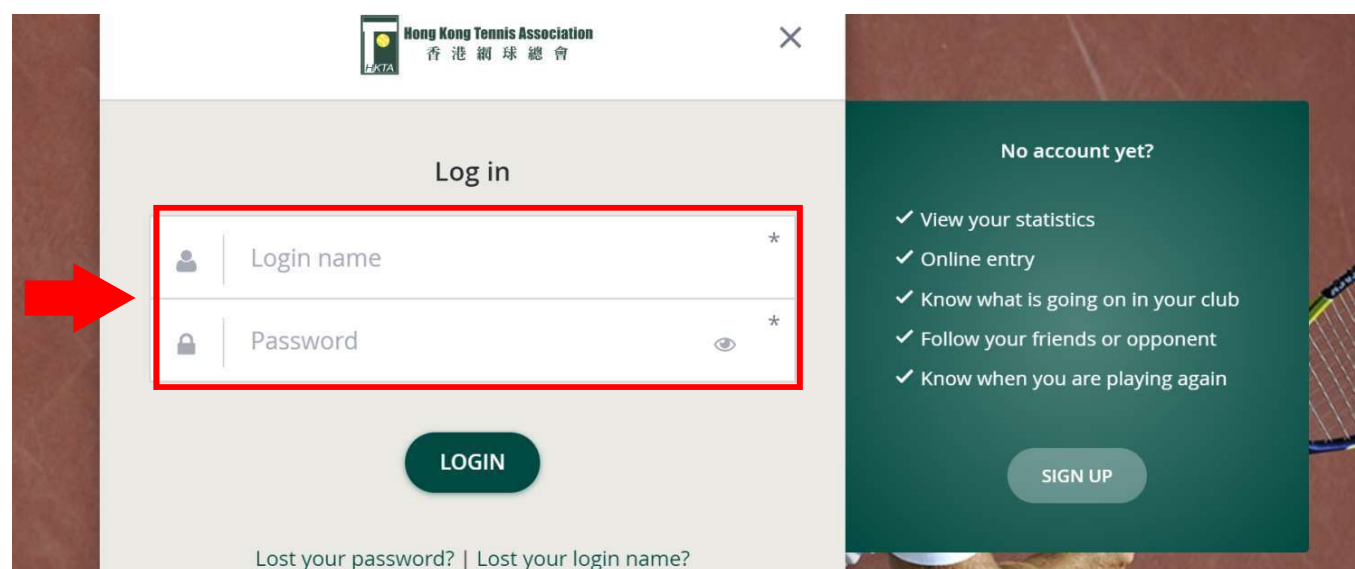 Hong Kong Tennis Association
香港網球總會
HKTA
Log in
Login name *
Password *
LOGIN
Lost your password? | Lost your login name?
No account yet?
View your statistics
Online entry
Know what is going on in your club
Follow your friends or opponent
Know when you are playing again
SIGN UP